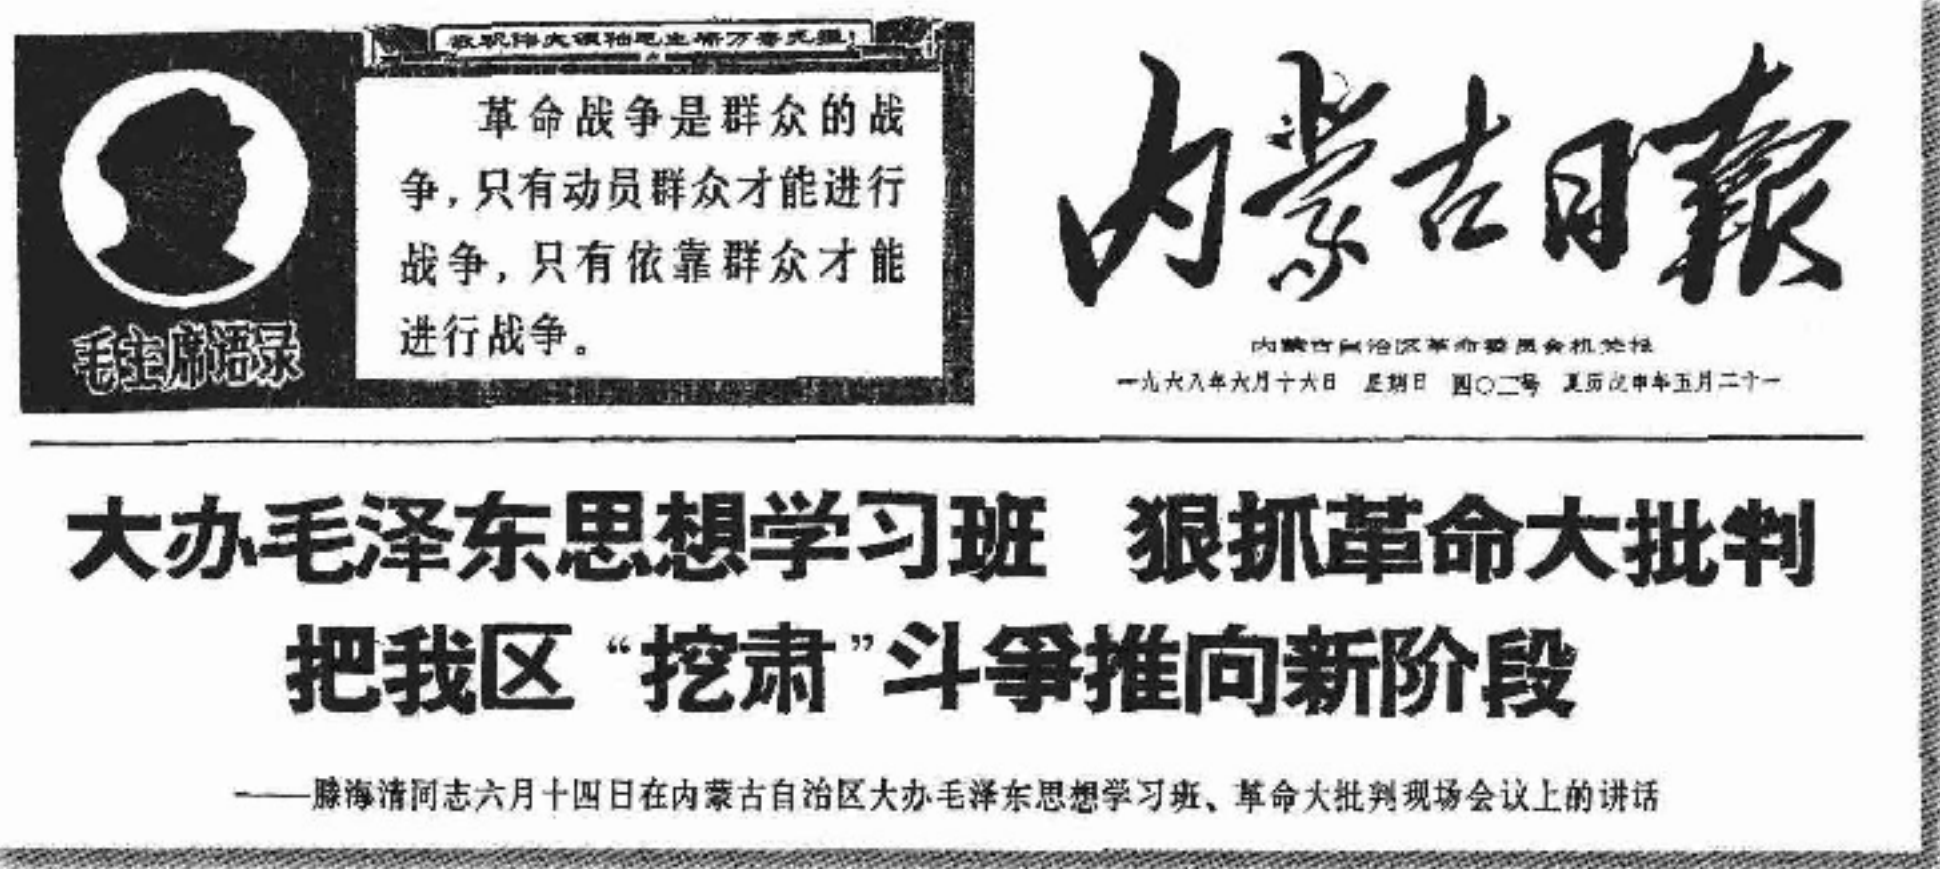 敬祝伟大领袖毛主席万寿无疆！
革命战争是群众的战
争，只有动员群众才能进行
战争，只有依靠群众才能
进行战争。
毛主席语录
内蒙古日報
内蒙古自治区革命委员会机关报
一九六八年六月十六日 星期日 四〇二号 夏历戊申年五月二十一
大办毛泽东思想学习班 狠抓革命大批判
把我区“挖肃”斗争推向新阶段
——滕海清同志六月十四日在内蒙古自治区大办毛泽东思想学习班、革命大批判现场会议上的讲话